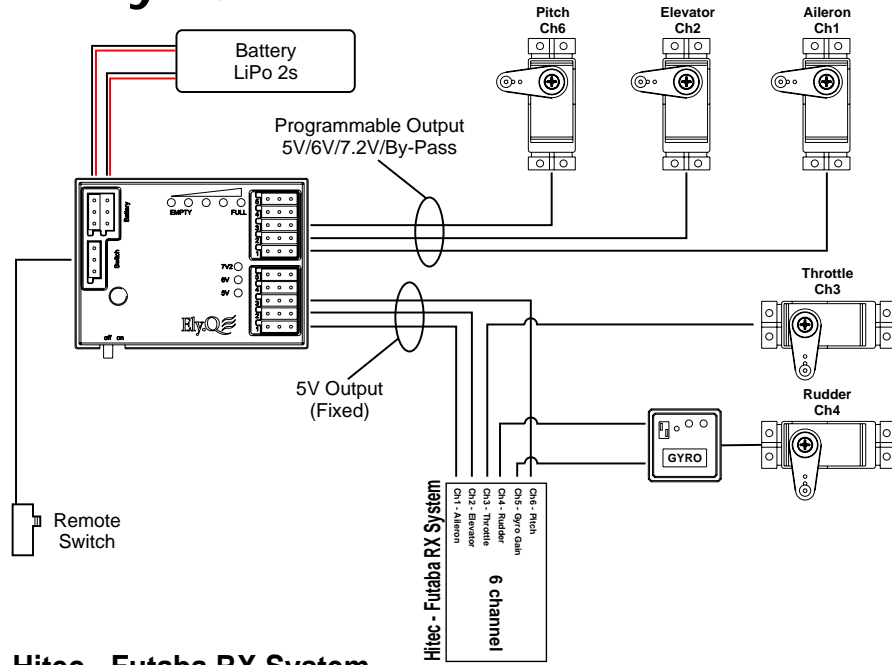 Battery
LiPo 2s
Pitch
Ch6
Elevator
Ch2
Aileron
Ch1
Programmable Output
5V/6V/7.2V/By-Pass
Battery
Switch
EMPTY
FULL
7V2
6V
5V
Ely.Q
off on
Throttle
Ch3
5V Output
(Fixed)
Rudder
Ch4
GYRO
Remote
Switch
Hitec - Futaba RX System
Ch1 - Aileron
Ch2 - Elevator
Ch3 - Throttle
Ch4 - Rudder
Ch5 - Gyro Gain
Ch6 - Pitch
6 channel
Hitec - Futaba RX System